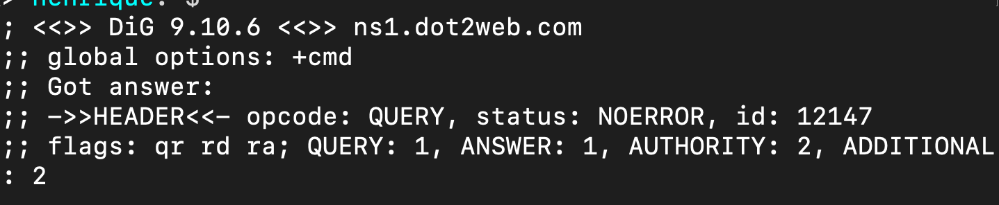 > henrique: $
; <<>> DiG 9.10.6 <<>> ns1.dot2web.com
;; global options: +cmd
;; Got answer:
;; ->>HEADER<<- opcode: QUERY, status: NOERROR, id: 12147
;; flags: qr rd ra; QUERY: 1, ANSWER: 1, AUTHORITY: 2, ADDITIONAL
: 2